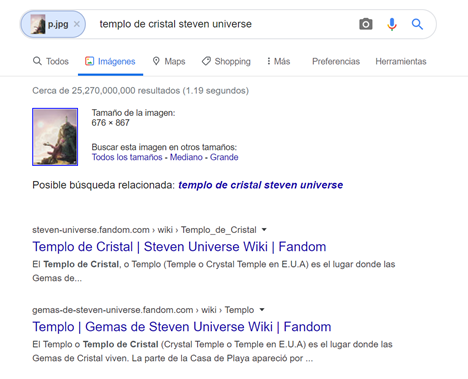 p.jpg × templo de cristal steven universe
Todos Imágenes Maps Shopping Más Preferencias Herramientas
Cerca de 25,270,000,000 resultados (1.19 segundos)
Tamaño de la imagen:
676 × 867
Buscar esta imagen en otros tamaños:
Todos los tamaños - Mediano - Grande
Posible búsqueda relacionada: templo de cristal steven universe
steven-universe.fandom.com › wiki › Templo_de_Cristal
Templo de Cristal | Steven Universe Wiki | Fandom
El Templo de Cristal, o Templo (Temple o Crystal Temple en E.U.A) es el lugar donde las
Gemas de...
gemas-de-steven-universe.fandom.com › wiki › Templo
Templo | Gemas de Steven Universe Wiki | Fandom
El Templo o Templo de Cristal (Crystal Temple o Temple en E.U.A) es el lugar donde las
Gemas de Cristal viven. La parte de la Casa de Playa apareció por ...